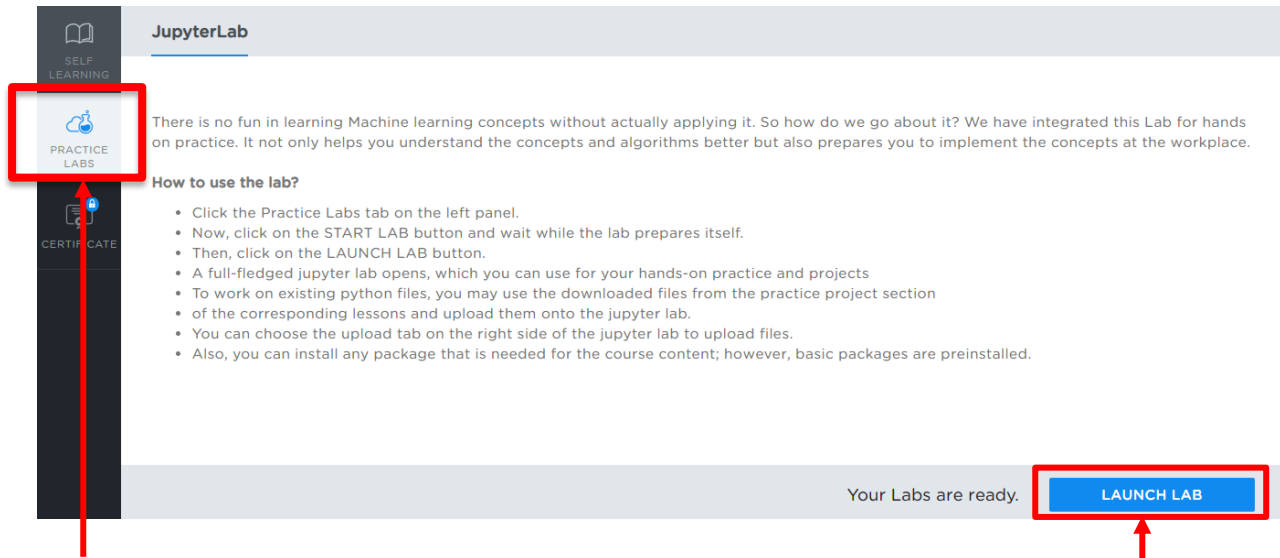 JupyterLab
SELF
LEARNING
PRACTICE
LABS
CERTIFICATE
There is no fun in learning Machine learning concepts without actually applying it. So how do we go about it? We have integrated this Lab for hands
on practice. It not only helps you understand the concepts and algorithms better but also prepares you to implement the concepts at the workplace.
How to use the lab?
• Click the Practice Labs tab on the left panel.
• Now, click on the START LAB button and wait while the lab prepares itself.
• Then, click on the LAUNCH LAB button.
• A full-fledged jupyter lab opens, which you can use for your hands-on practice and projects
• To work on existing python files, you may use the downloaded files from the practice project section
• of the corresponding lessons and upload them onto the jupyter lab.
• You can choose the upload tab on the right side of the jupyter lab to upload files.
• Also, you can install any package that is needed for the course content; however, basic packages are preinstalled.
Your Labs are ready.
LAUNCH LAB